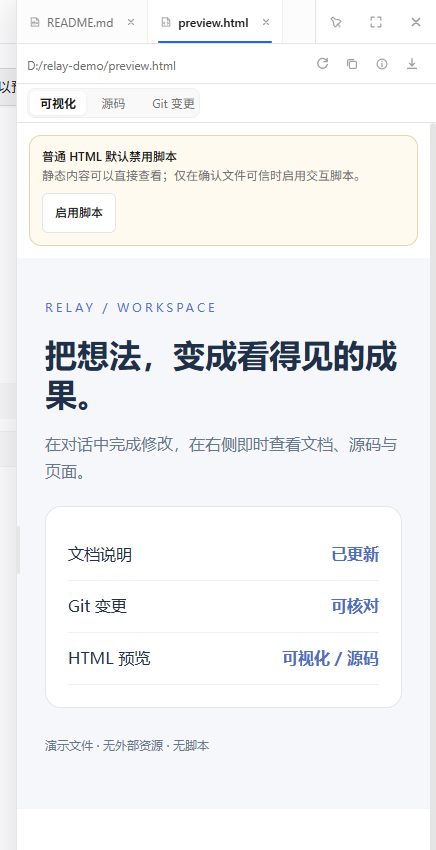 README.md
preview.html
以预
D:/relay-demo/preview.html
可视化 源码 Git 变更
普通 HTML 默认禁用脚本
静态内容可以直接查看；仅在确认文件可信时启用交互脚本。
启用脚本
RELAY / WORKSPACE
把想法，变成看得见的成
果。
在对话中完成修改，在右侧即时查看文档、源码与
页面。
文档说明 已更新
Git 变更 可核对
HTML 预览 可视化 / 源码
演示文件 · 无外部资源 · 无脚本